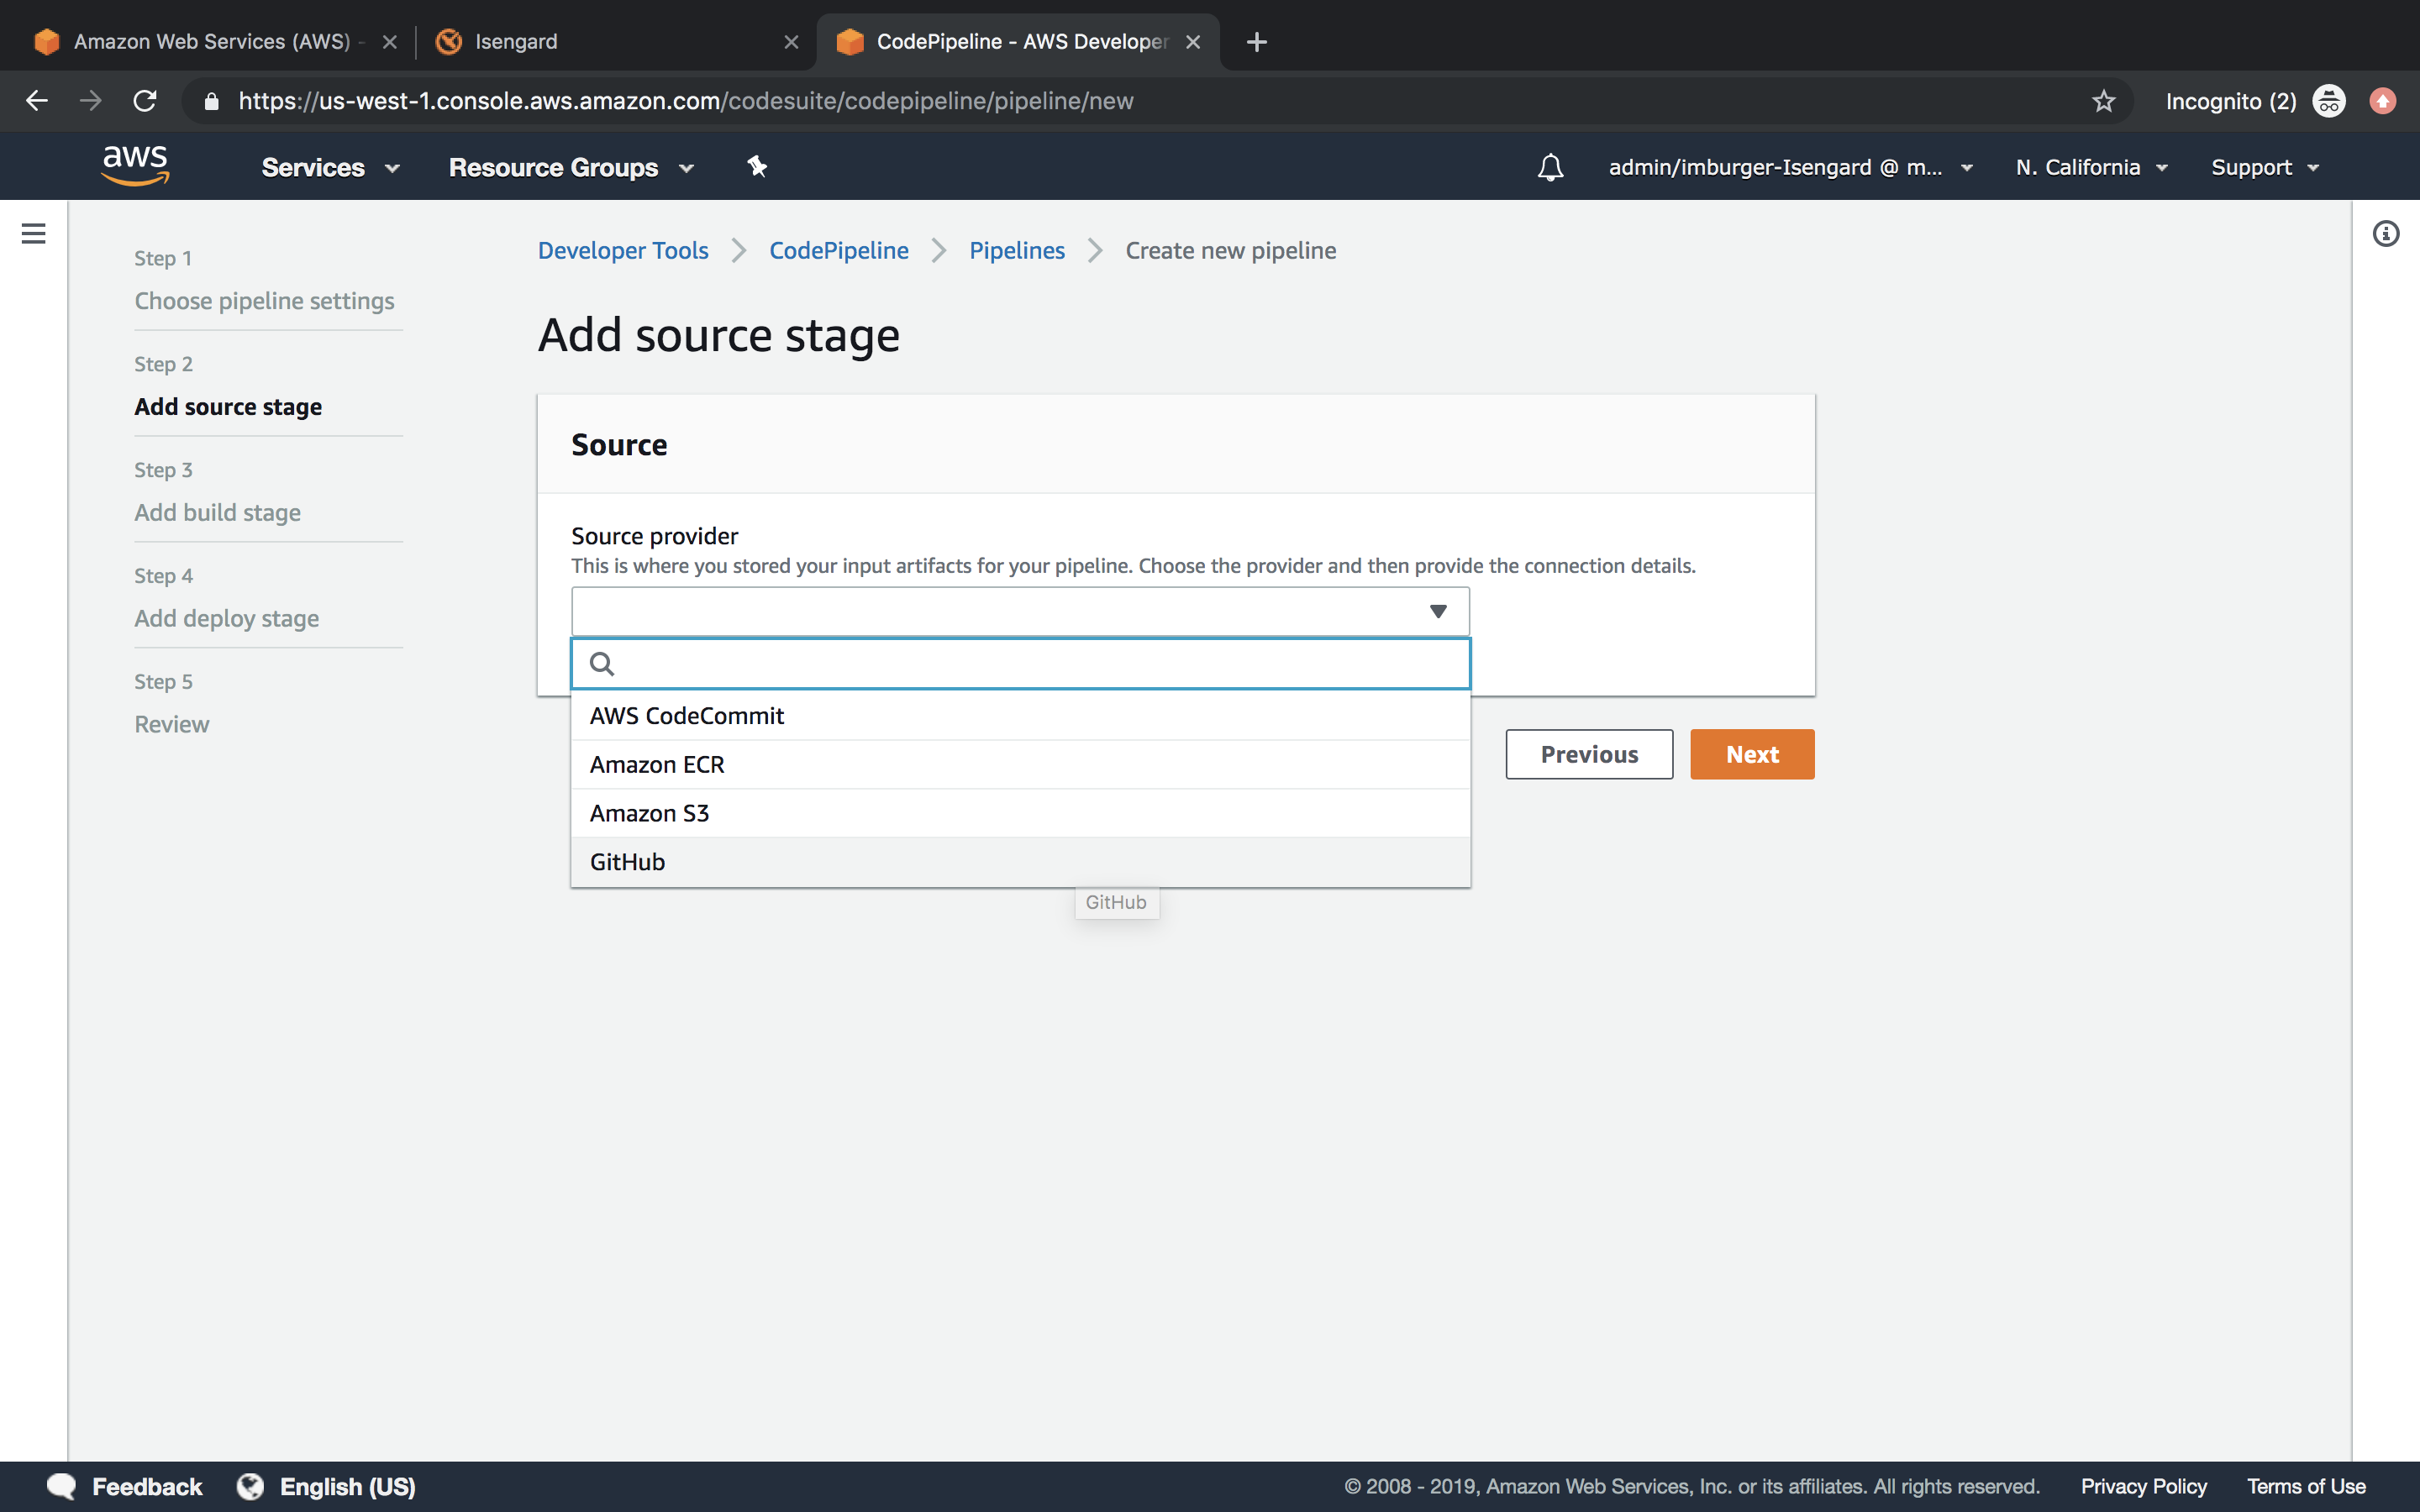 Amazon Web Services (AWS) -
Isengard
CodePipeline - AWS Developer
https://us-west-1.console.aws.amazon.com/codesuite/codepipeline/pipeline/new
Incognito (2)
aws
Services
Resource Groups
admin/imburger-Isengard @ m...
N. California
Support
Step 1
Choose pipeline settings
Step 2
Add source stage
Step 3
Add build stage
Step 4
Add deploy stage
Step 5
Review
Developer Tools
CodePipeline
Pipelines
Create new pipeline
Add source stage
Source
Source provider
This is where you stored your input artifacts for your pipeline. Choose the provider and then provide the connection details.
AWS CodeCommit
Amazon ECR
Amazon S3
GitHub
GitHub
Previous
Next
Feedback
English (US)
© 2008 - 2019, Amazon Web Services, Inc. or its affiliates. All rights reserved.
Privacy Policy
Terms of Use